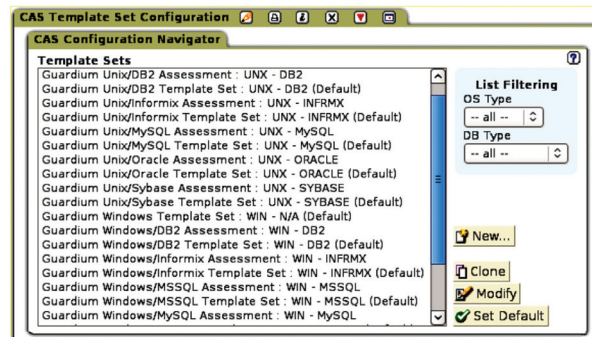 CAS Template Set Configuration
CAS Configuration Navigator
Template Sets
Guardium Unix/DB2 Assessment : UNX - DB2
Guardium Unix/DB2 Template Set : UNX - DB2 (Default)
Guardium Unix/Informix Assessment : UNX - INFRMX
Guardium Unix/Informix Template Set : UNX - INFRMX (Default)
Guardium Unix/MySQL Assessment : UNX - MySQL
Guardium Unix/MySQL Template Set : UNX - MySQL (Default)
Guardium Unix/Oracle Assessment : UNX - ORACLE
Guardium Unix/Oracle Template Set : UNX - ORACLE (Default)
Guardium Unix/Sybase Assessment : UNX - SYBASE
Guardium Unix/Sybase Template Set : UNX - SYBASE (Default)
Guardium Windows Template Set : WIN - N/A (Default)
Guardium Windows/DB2 Assessment : WIN - DB2
Guardium Windows/DB2 Template Set : WIN - DB2 (Default)
Guardium Windows/Informix Assessment : WIN - INFRMX
Guardium Windows/Informix Template Set : WIN - INFRMX (Default)
Guardium Windows/MSSQL Assessment : WIN - MSSQL
Guardium Windows/MSSQL Template Set : WIN - MSSQL (Default)
Guardium Windows/MySQL Assessment : WIN - MySQL
List Filtering
OS Type
-- all --
DB Type
-- all --
New...
Clone
Modify
Set Default